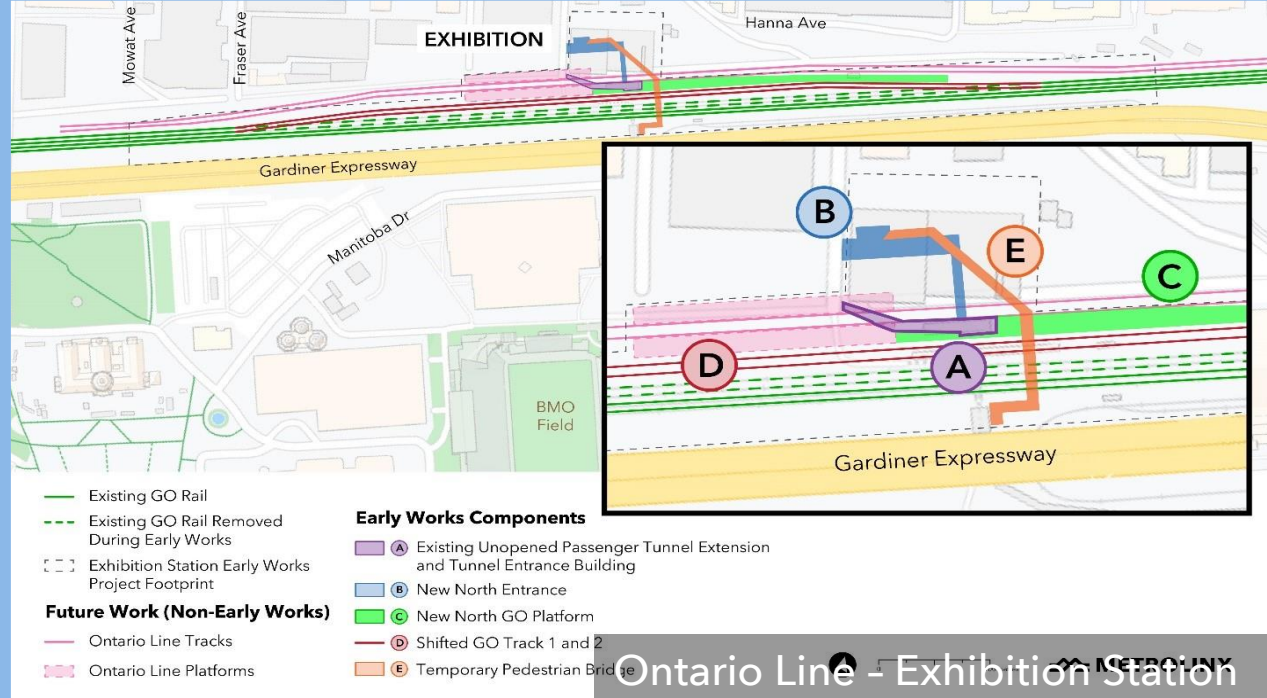 Mowat Ave
Fraser Ave
EXHIBITION
Hanna Ave
Gardiner Expressway
Manitoba Dr
BMO
Field
B
E
C
D
A
Gardiner Expressway
Existing GO Rail
Existing GO Rail Removed
During Early Works
Exhibition Station Early Works
Project Footprint
Future Work (Non-Early Works)
Ontario Line Tracks
Ontario Line Platforms
Early Works Components
A Existing Unopened Passenger Tunnel Extension
and Tunnel Entrance Building
B New North Entrance
C New North GO Platform
D Shifted GO Track 1 and 2
E Temporary Pedestrian Bridge
METROLINX
Ontario Line - Exhibition Station